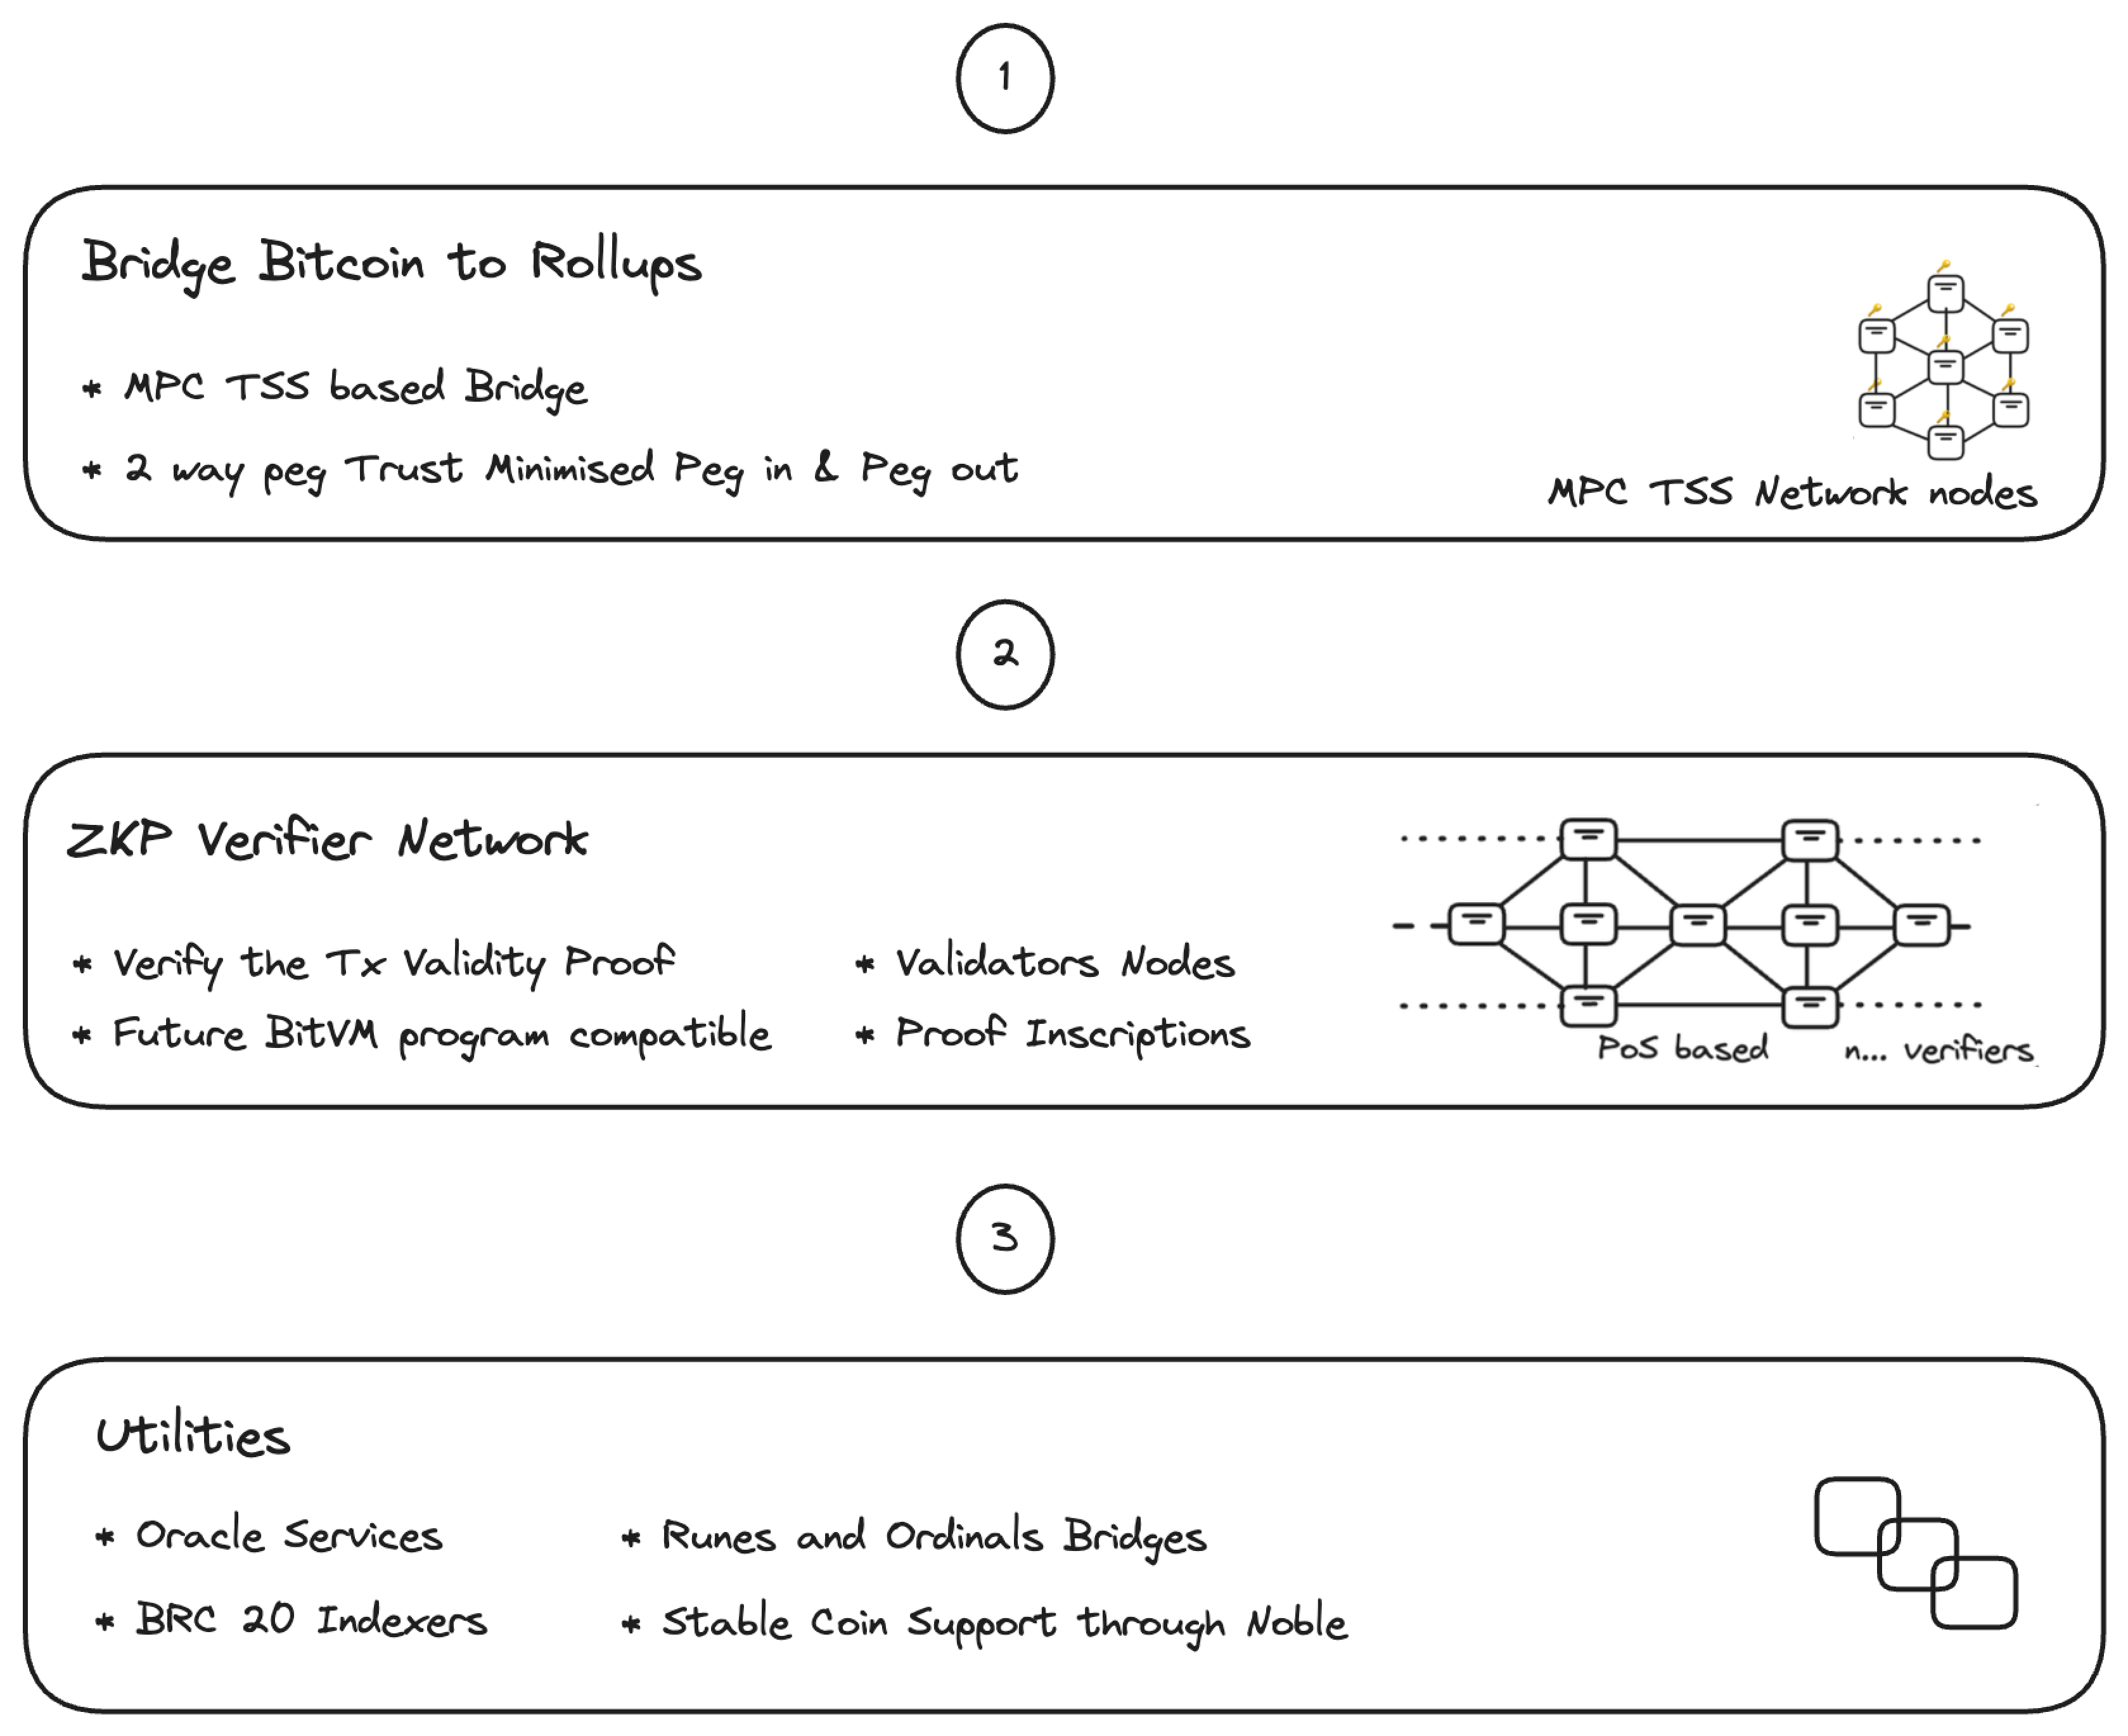 1
Bridge Bitcoin to Rollups
* MPC TSS based Bridge
* 2 way peg Trust Minimised Peg in & Peg out
MPC TSS Network nodes
2
ZKP Verifier Network
* Verify the Tx Validity Proof
* Future BitVM program compatible
* Validators Nodes
* Proof Inscriptions
PoS based
n... verifiers
3
Utilities
* Oracle Services
* BRC 20 Indexers
* Runes and Ordinals Bridges
* Stable Coin Support through Noble